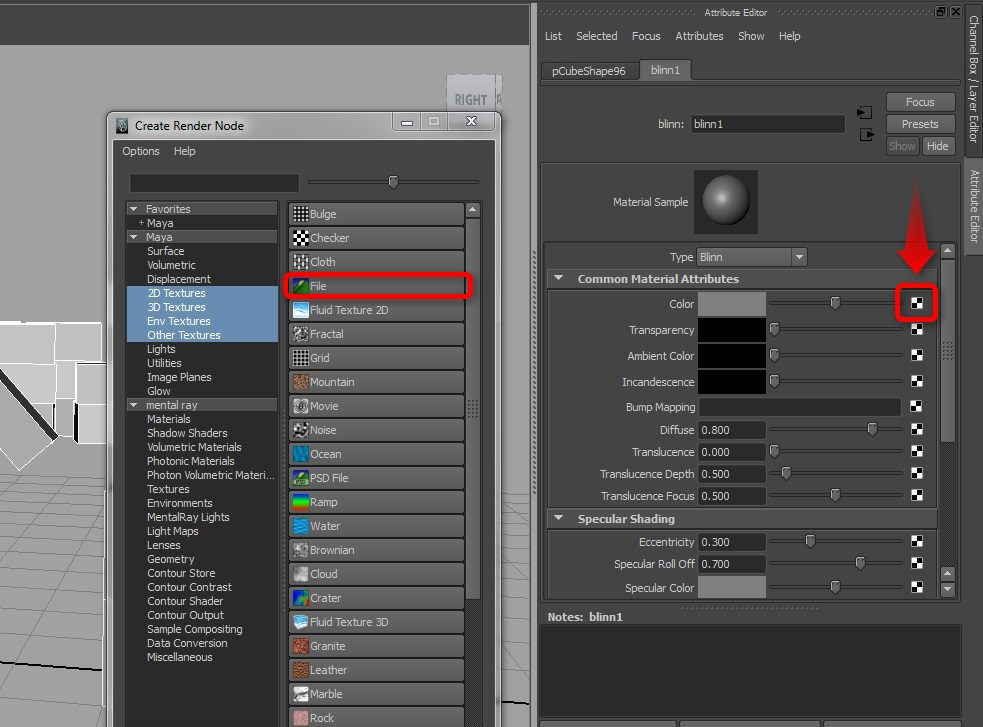 Attribute Editor
List Selected Focus Attributes Show Help
pCubeShape96 blinn1
Focus
blinn: blinn1
Presets
Show Hide
Material Sample
Type Blinn
Common Material Attributes
Color
Transparency
Ambient Color
Incandescence
Bump Mapping
Diffuse 0.800
Translucence 0.000
Translucence Depth 0.500
Translucence Focus 0.500
Specular Shading
Eccentricity 0.300
Specular Roll Off 0.700
Specular Color
Notes: blinn1
Channel Box / Layer Editor
Attribute Editor
RIGHT
Create Render Node
Options Help
Favorites
+ Maya
Maya
Surface
Volumetric
Displacement
2D Textures
3D Textures
Env Textures
Other Textures
Lights
Utilities
Image Planes
Glow
mental ray
Materials
Shadow Shaders
Volumetric Materials
Photonic Materials
Photon Volumetric Materi...
Textures
Environments
MentalRay Lights
Light Maps
Lenses
Geometry
Contour Store
Contour Contrast
Contour Shader
Contour Output
Sample Compositing
Data Conversion
Miscellaneous
Bulge
Checker
Cloth
File
Fluid Texture 2D
Fractal
Grid
Mountain
Movie
Noise
Ocean
PSD File
Ramp
Water
Brownian
Cloud
Crater
Fluid Texture 3D
Granite
Leather
Marble
Rock